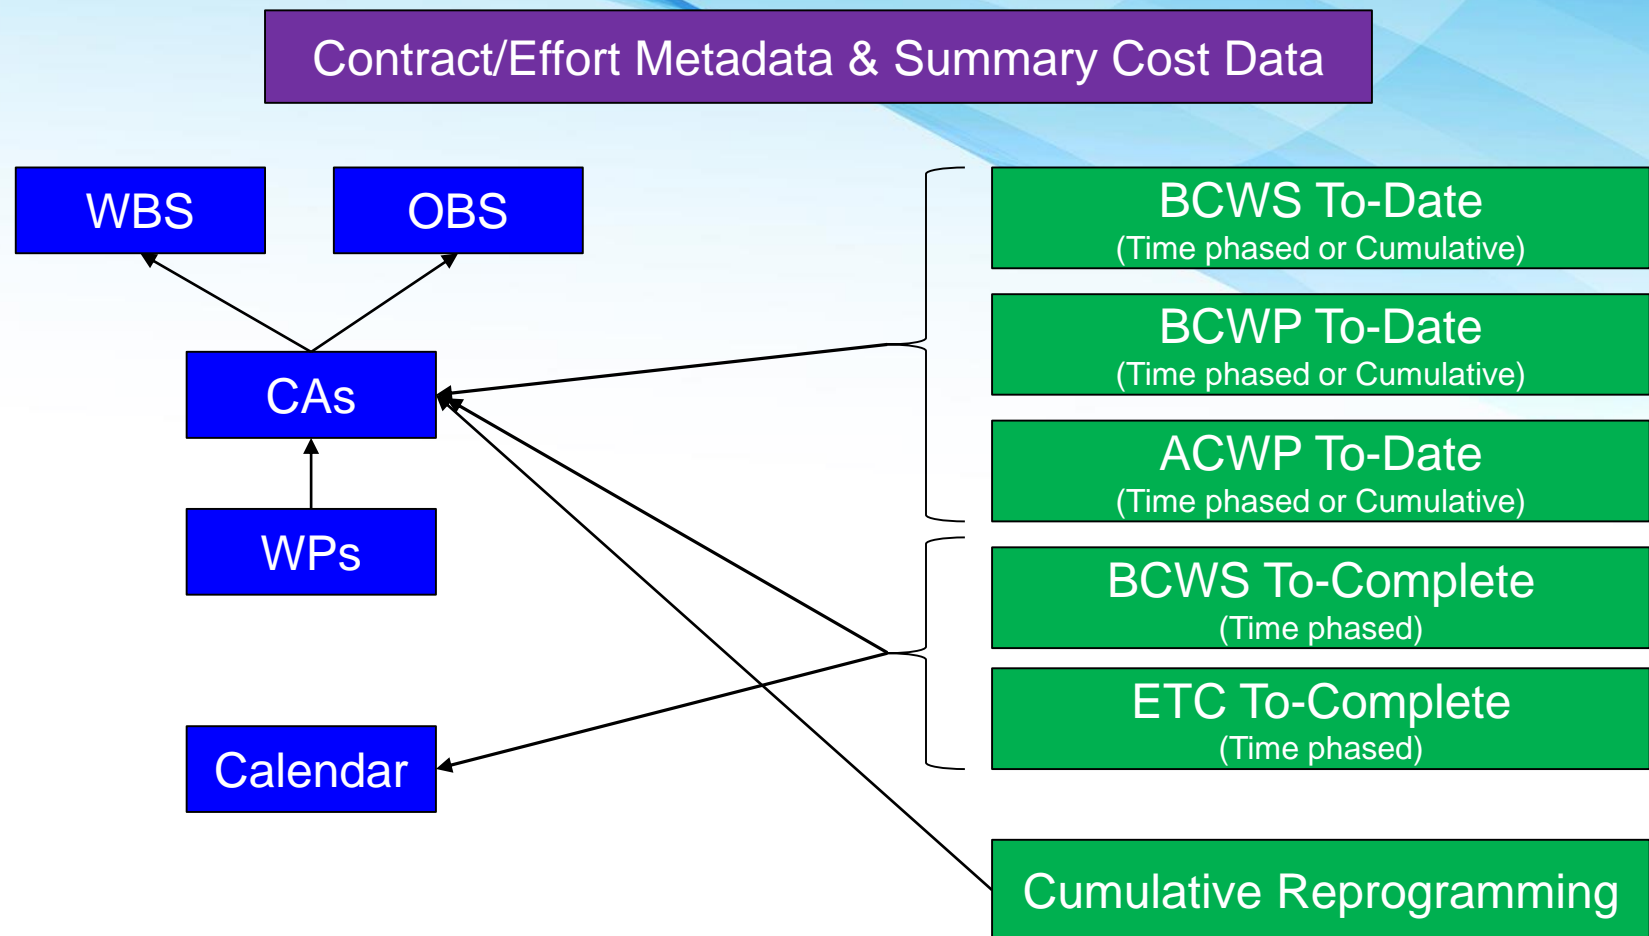 Contract/Effort Metadata & Summary Cost Data
WBS
OBS
CAs
WPs
Calendar
BCWS To-Date
(Time phased or Cumulative)
BCWP To-Date
(Time phased or Cumulative)
ACWP To-Date
(Time phased or Cumulative)
BCWS To-Complete
(Time phased)
ETC To-Complete
(Time phased)
Cumulative Reprogramming